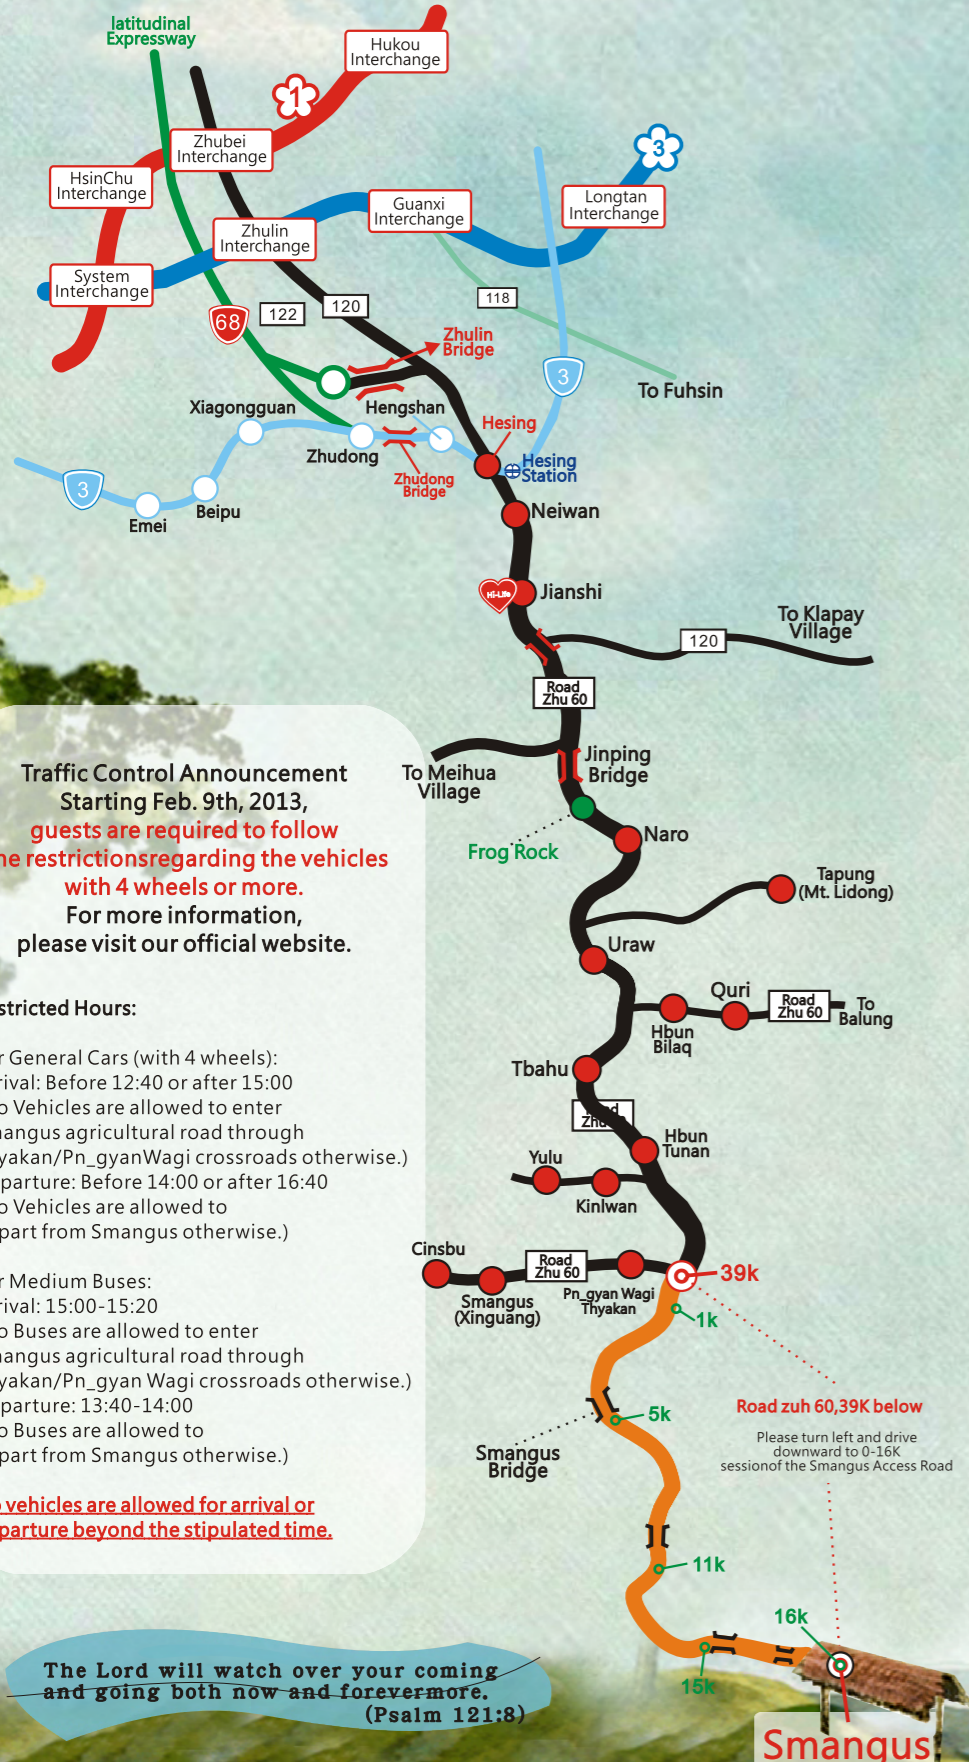 latitudinal
Expressway
Hukou
Interchange
1
Zhubei
Interchange
3
HsinChu
Interchange
Guanxi
Interchange
Longtan
Interchange
Zhulin
Interchange
System
Interchange
118
122
120
68
Zhulin
Bridge
3
To Fuhsin
Xiagongguan
Hengshan
Hesing
Zhudong
Zhudong
Bridge
Hesing
Station
3
Emei
Beipu
Neiwan
Hi-Life
Jianshi
To Klapay
Village
120
Road
Zhu 60
To Meihua
Village
Jinping
Bridge
Frog Rock
Naro
Tapung
(Mt. Lidong)
Uraw
Quri
Hbun
Bilaq
Road
Zhu 60
To
Balung
Tbahu
Hbun
Tunan
Yulu
Kinlwan
Cinsbu
Road
Zhu 60
Smangus
(Xinguang)
Pn_gyan Wagi
Thyakan
39k
1k
5k
Smangus
Bridge
Road zuh 60,39K below
Please turn left and drive
downward to 0-16K
sessionof the Smangus Access Road
11k
16k
15k
Smangus
Traffic Control Announcement
Starting Feb. 9th, 2013,
guests are required to follow
he restrictionsregarding the vehicles
with 4 wheels or more.
For more information,
please visit our official website.
stricted Hours:
r General Cars (with 4 wheels):
rival: Before 12:40 or after 15:00
o Vehicles are allowed to enter
nangus agricultural road through
yakan/Pn_gyanWagi crossroads otherwise.)
parture: Before 14:00 or after 16:40
o Vehicles are allowed to
part from Smangus otherwise.)
r Medium Buses:
rival: 15:00-15:20
o Buses are allowed to enter
nangus agricultural road through
yakan/Pn_gyan Wagi crossroads otherwise.)
parture: 13:40-14:00
o Buses are allowed to
part from Smangus otherwise.)
o vehicles are allowed for arrival or
parture beyond the stipulated time.
The Lord will watch over your coming
and going both now and forevermore.
(Psalm 121:8)